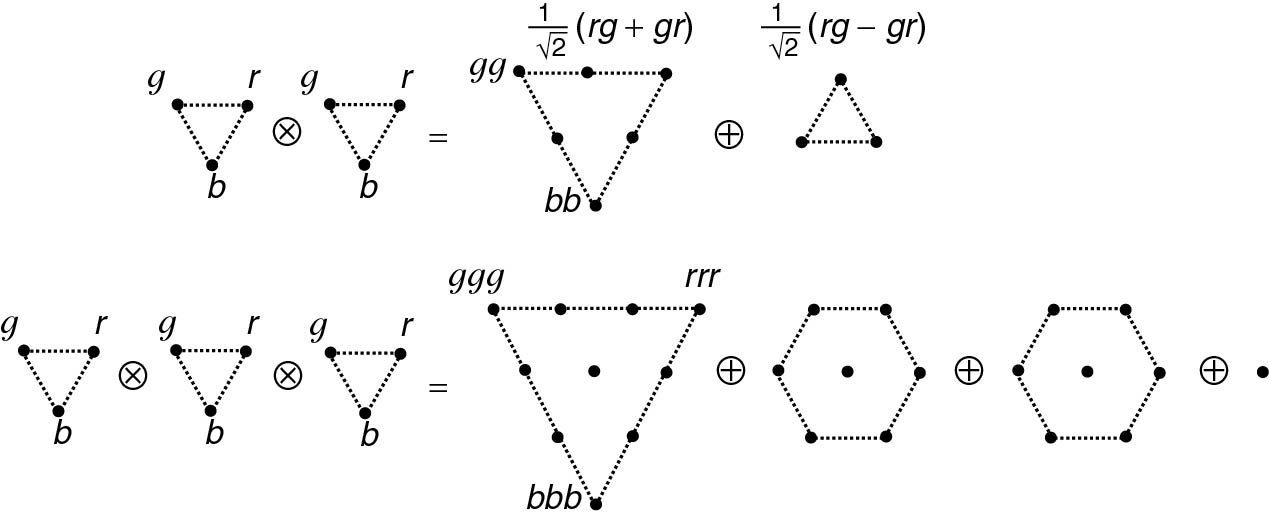 1/√2 (rg + gr) 1/√2 (rg − gr)
g r g r gg
⊗ = ⊕
b b bb
ggg rrr
g r g r g r
⊗ ⊗ = ⊕ ⊕ ⊕
b b b
bbb